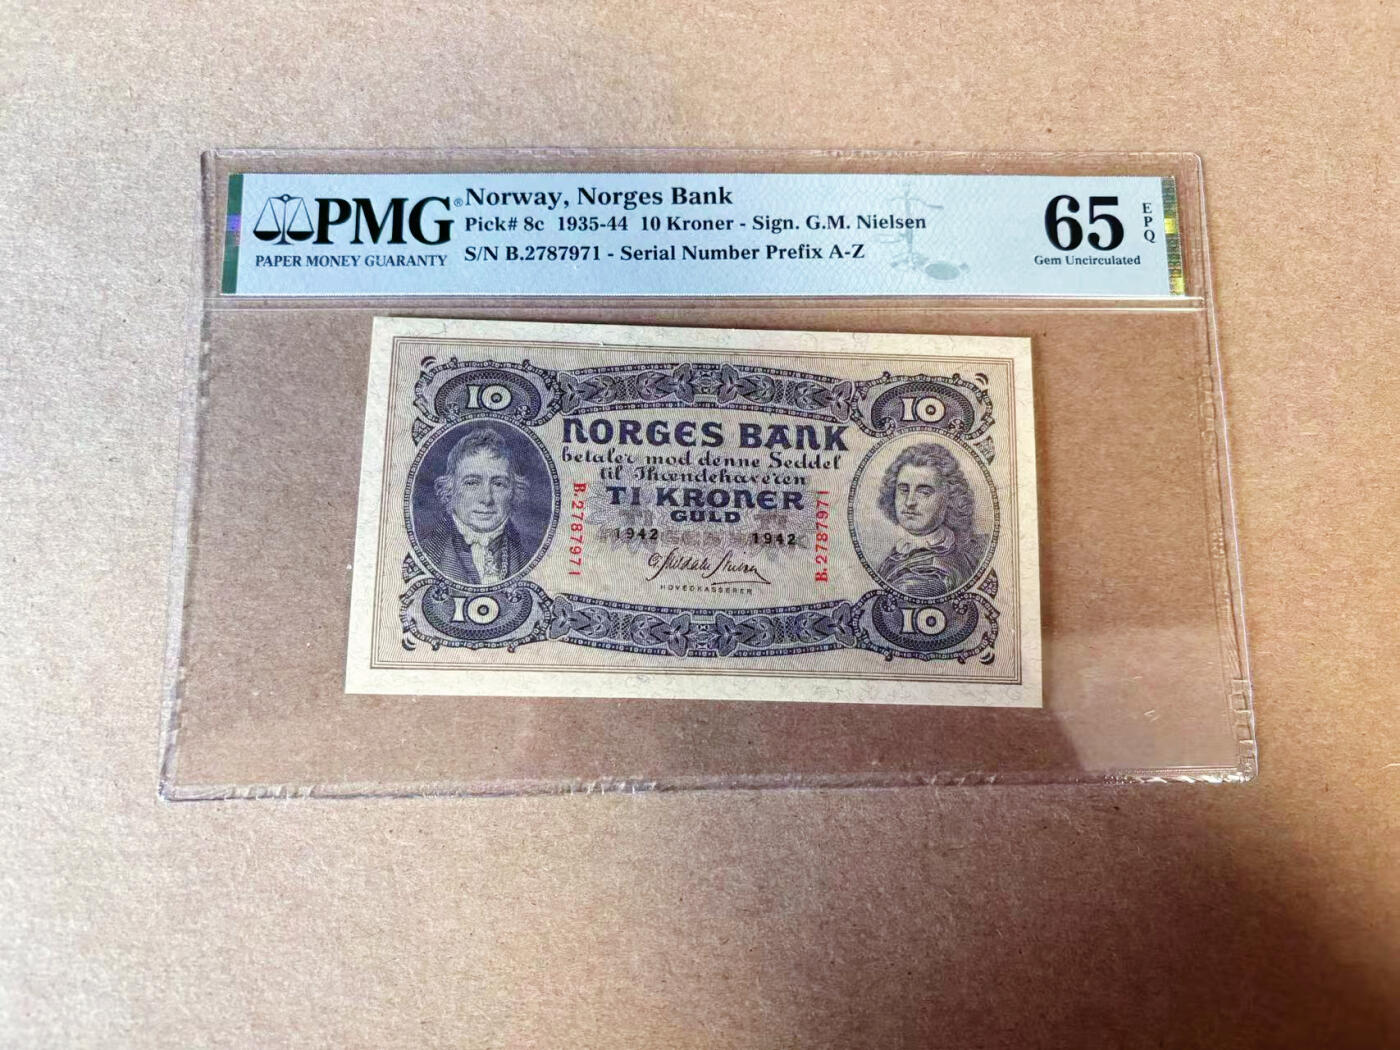 PMG®
PAPER MONEY GUARANTY
Norway, Norges Bank
Pick# 8c 1935-44 10 Kroner - Sign. G.M. Nielsen
S/N B.2787971 - Serial Number Prefix A-Z
65
EPQ
Gem Uncirculated
10
10
NORGES BANK
betaler mod denne Seddel
til Ihændehaveren
TI KRONER
GULD
B.2787971
B.2787971
1942
1942
HOVEDKASSERER
10
10